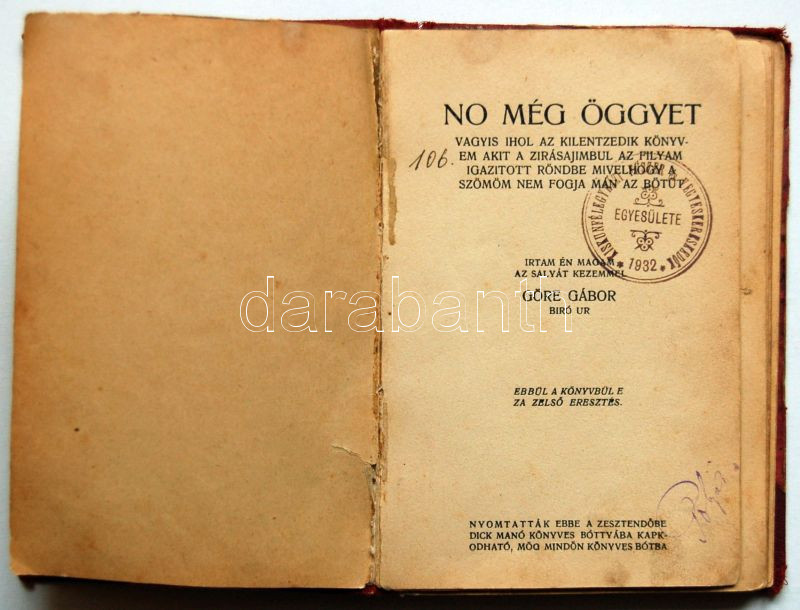 NO MÉG ÖGGYET
VAGYIS IHOL AZ KILENTZEDIK KÖNYV-
EM AKIT A ZIRÁSAJIMBUL AZ FILYAM
IGAZITOTT RÖNDBE MIVELHOGY A
SZÖMÖM NEM FOGJA MÁN AZ BÖTÜT
106.
EGYESÜLETE
* 1932 *
IRTAM ÉN MAGAM
AZ SALYÁT KEZEMMEL
GŐRE GÁBOR
BIRÓ UR
darabanth
EBBÜL A KÖNYVBÜL E
ZA ZELSŐ ERESZTÉS.
NYOMTATTÁK EBBE A ZESZTENDŐBE
DICK MANÓ KÖNYVES BÓTTYÁBA KAPK-
ODHATÓ, MÖG MINDÖN KÖNYVES BÓTBA